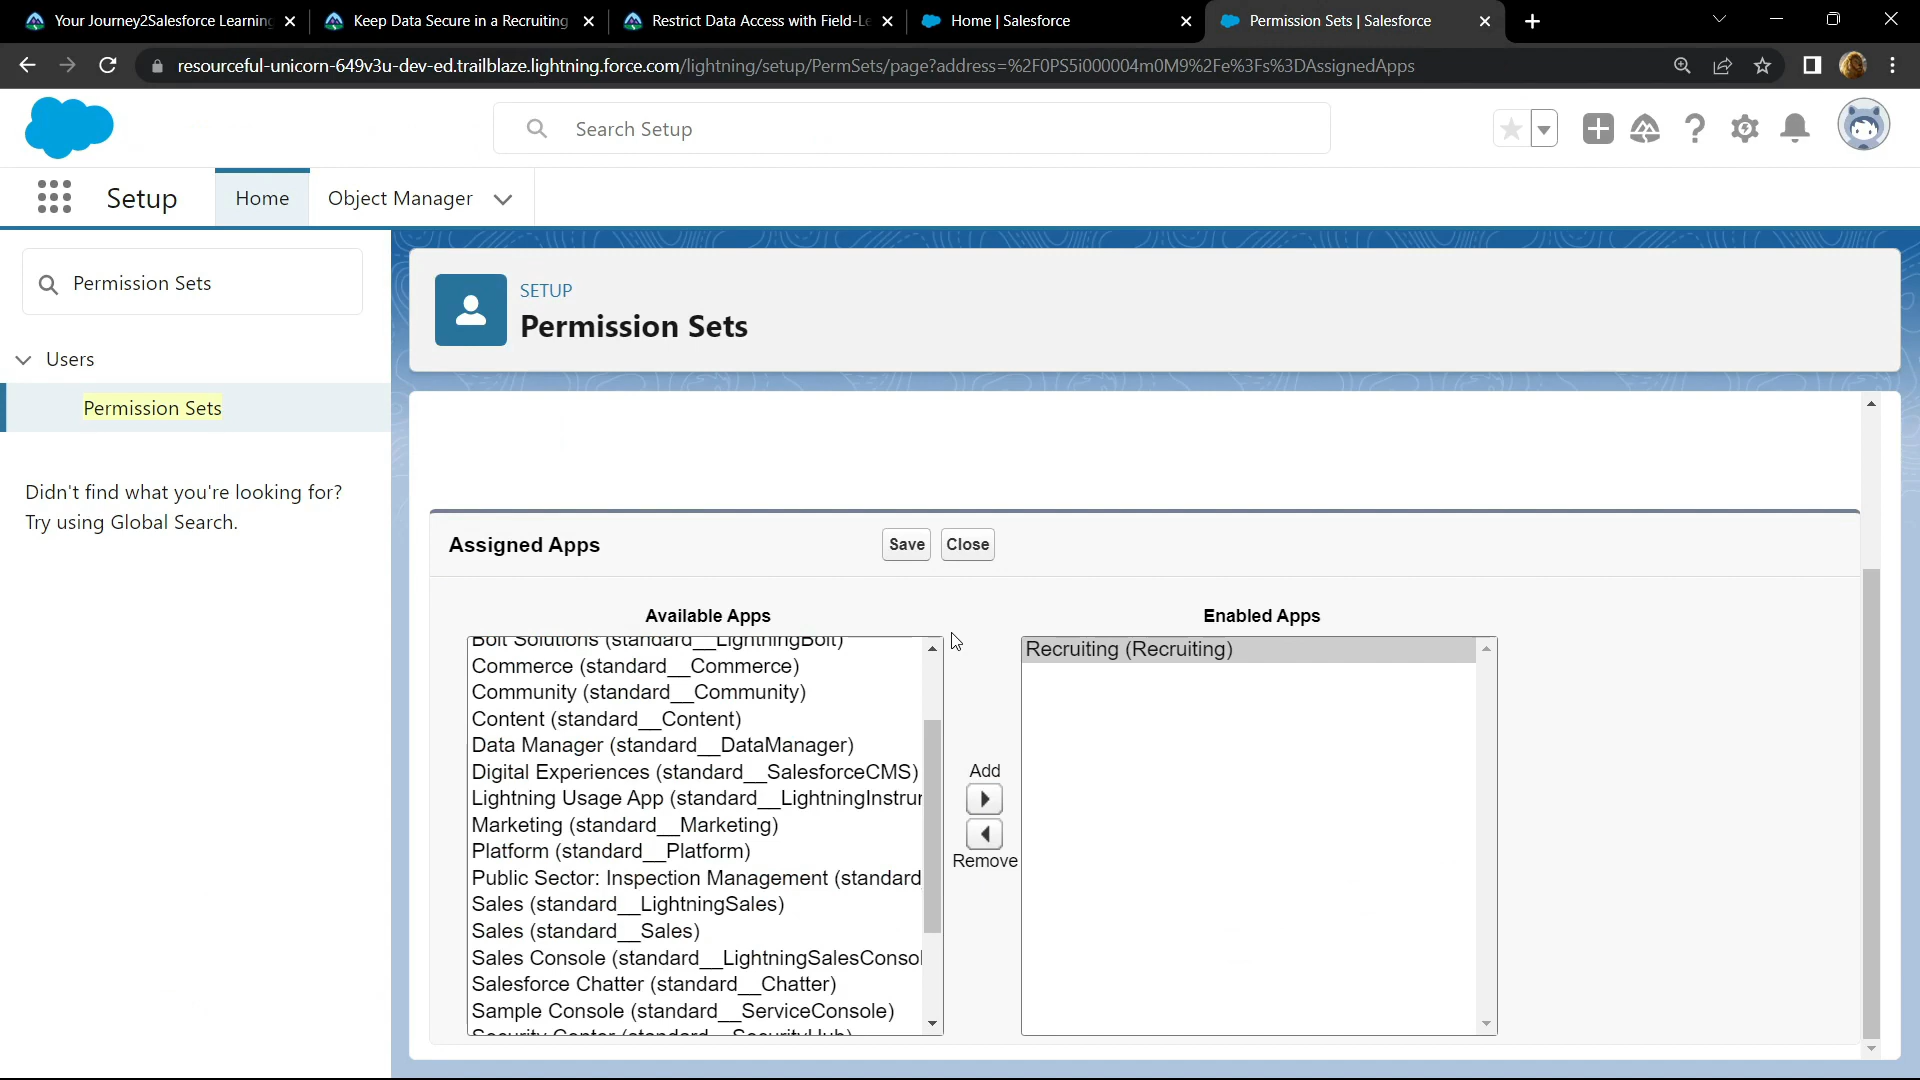 Your Journey2Salesforce Learning
Keep Data Secure in a Recruiting
Restrict Data Access with Field-Le
Home | Salesforce
Permission Sets | Salesforce
resourceful-unicorn-649v3u-dev-ed.trailblaze.lightning.force.com/lightning/setup/PermSets/page?address=%2F0PS5i000004m0M9%2Fe%3Fs%3DAssignedApps
Search Setup
Setup
Home
Object Manager
Permission Sets
Users
Permission Sets
Didn't find what you're looking for?
Try using Global Search.
SETUP
Permission Sets
Assigned Apps
Save
Close
Available Apps
Bolt Solutions (standard__LightningBolt)
Commerce (standard__Commerce)
Community (standard__Community)
Content (standard__Content)
Data Manager (standard__DataManager)
Digital Experiences (standard__SalesforceCMS)
Lightning Usage App (standard__LightningInstrur
Marketing (standard__Marketing)
Platform (standard__Platform)
Public Sector: Inspection Management (standard
Sales (standard__LightningSales)
Sales (standard__Sales)
Sales Console (standard__LightningSalesConsol
Salesforce Chatter (standard__Chatter)
Sample Console (standard__ServiceConsole)
Security Center (standard__SecurityHub)
Add
Remove
Enabled Apps
Recruiting (Recruiting)